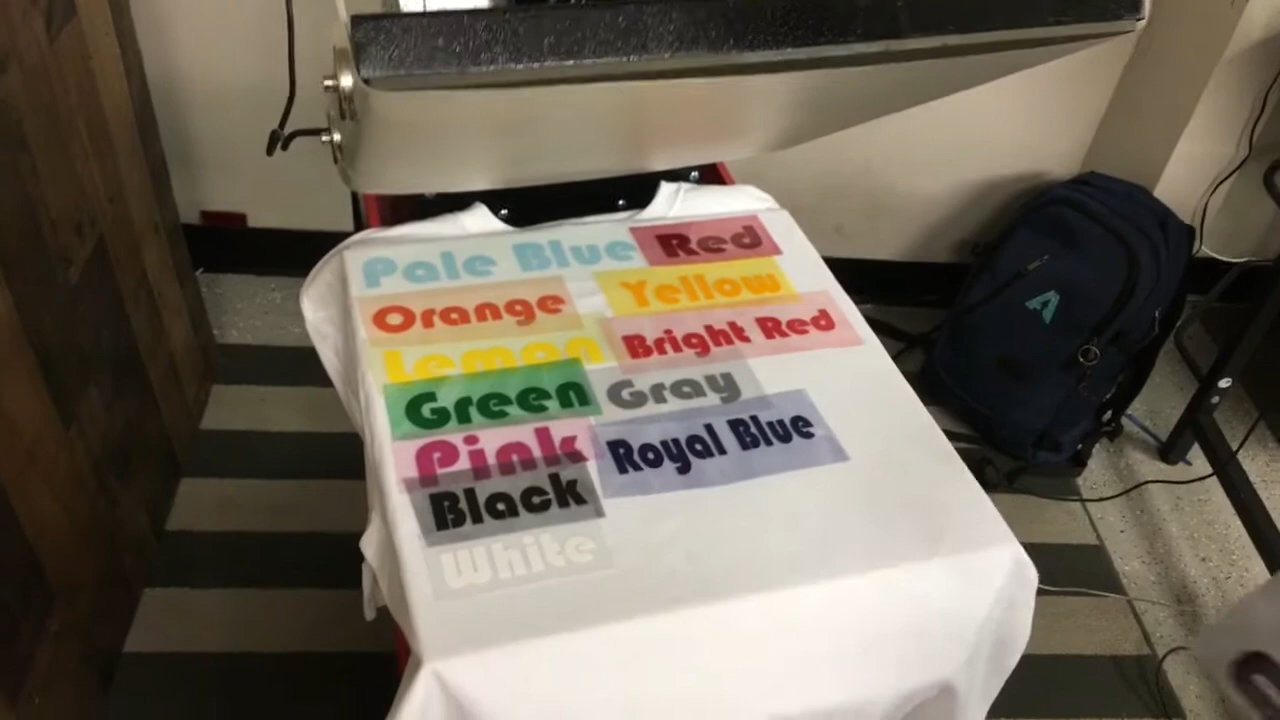 Pale Blue Red
Orange Yellow
Lemon Bright Red
Green Gray
Pink Royal Blue
Black
White